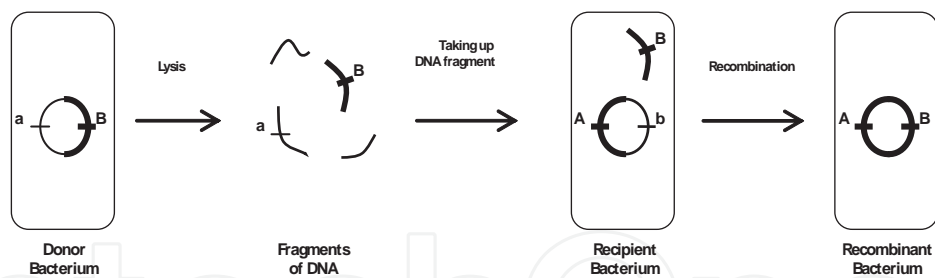 Lysis
Taking up
DNA fragment
Recombination
a
B
B
a
B
A
b
A
B
Donor
Bacterium
Fragments
of DNA
Recipient
Bacterium
Recombinant
Bacterium